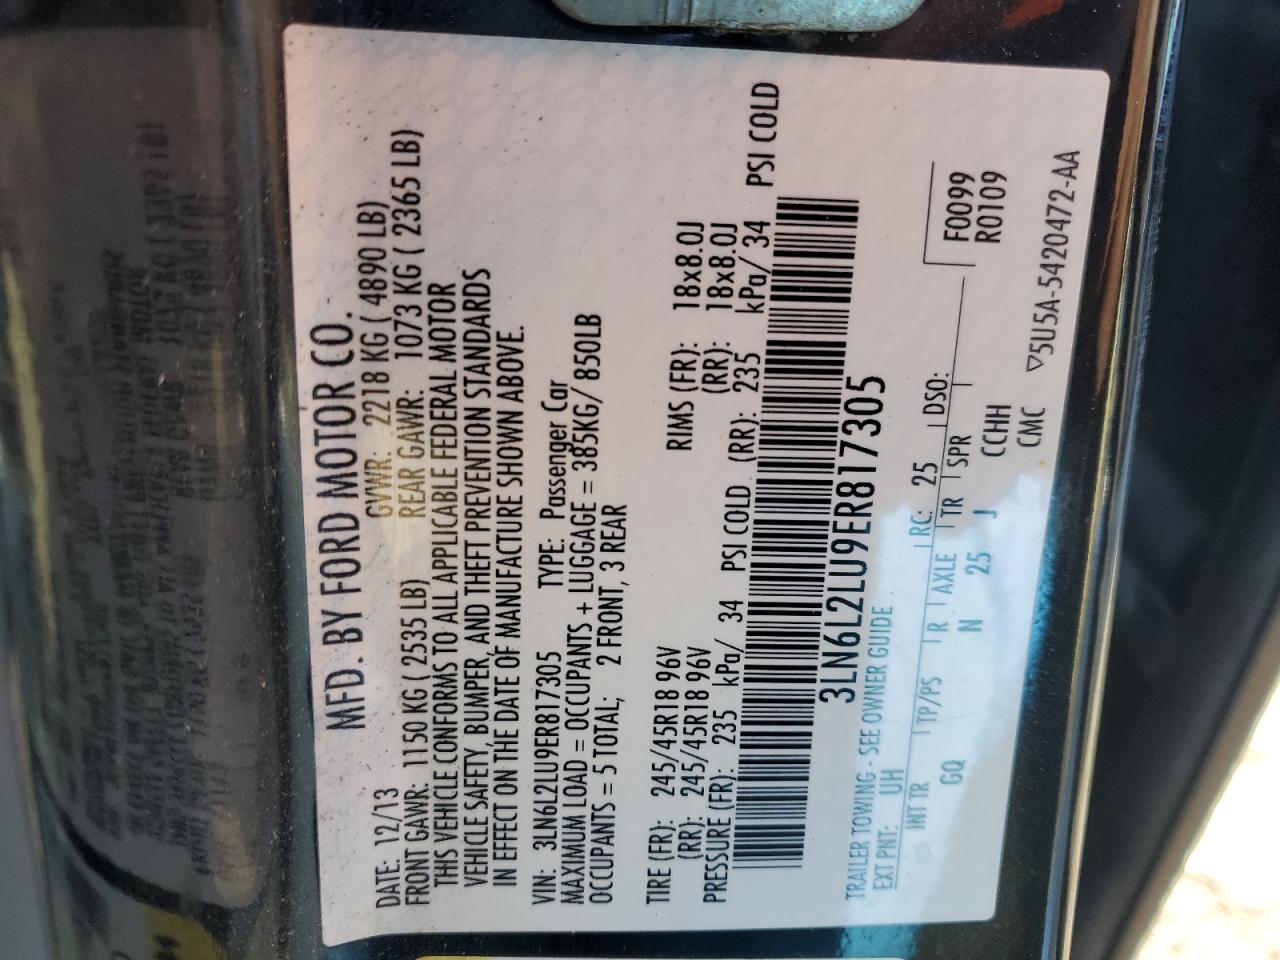 MFD. BY FORD MOTOR CO.
DATE: 12/13 GVWR: 2218 KG ( 4890 LB)
FRONT GAWR: 1150 KG ( 2535 LB) REAR GAWR: 1073 KG ( 2365 LB)
THIS VEHICLE CONFORMS TO ALL APPLICABLE FEDERAL MOTOR
VEHICLE SAFETY, BUMPER, AND THEFT PREVENTION STANDARDS
IN EFFECT ON THE DATE OF MANUFACTURE SHOWN ABOVE.
VIN: 3LN6L2LU9ER817305 TYPE: Passenger Car
MAXIMUM LOAD = OCCUPANTS + LUGGAGE = 385KG/ 850LB
OCCUPANTS = 5 TOTAL; 2 FRONT, 3 REAR
TIRE (FR): 245/45R18 96V RIMS (FR): 18x8.0J
(RR): 245/45R18 96V (RR): 18x8.0J
PRESSURE (FR): 235 kPa/ 34 PSI COLD (RR): 235 kPa/ 34 PSI COLD
3LN6L2LU9ER817305
TRAILER TOWING - SEE OWNER GUIDE
EXT PNT: UH RC: 25 DSO: F0099
INT TR TP/PS R AXLE TR SPR R0109
GQ N 25 J CCHH
CMC ▽5U5A-5420472-AA